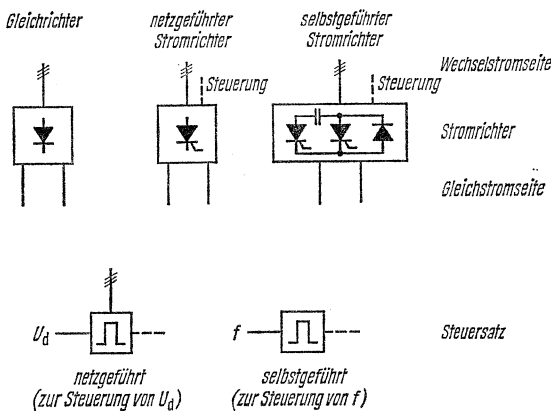 Gleichrichter
netzgeführter
Stromrichter
selbstgeführter
Stromrichter
Wechselstromseite
Steuerung
Steuerung
Stromrichter
Gleichstromseite
Ud
f
Steuersatz
netzgeführt
(zur Steuerung von Ud)
selbstgeführt
(zur Steuerung von f)